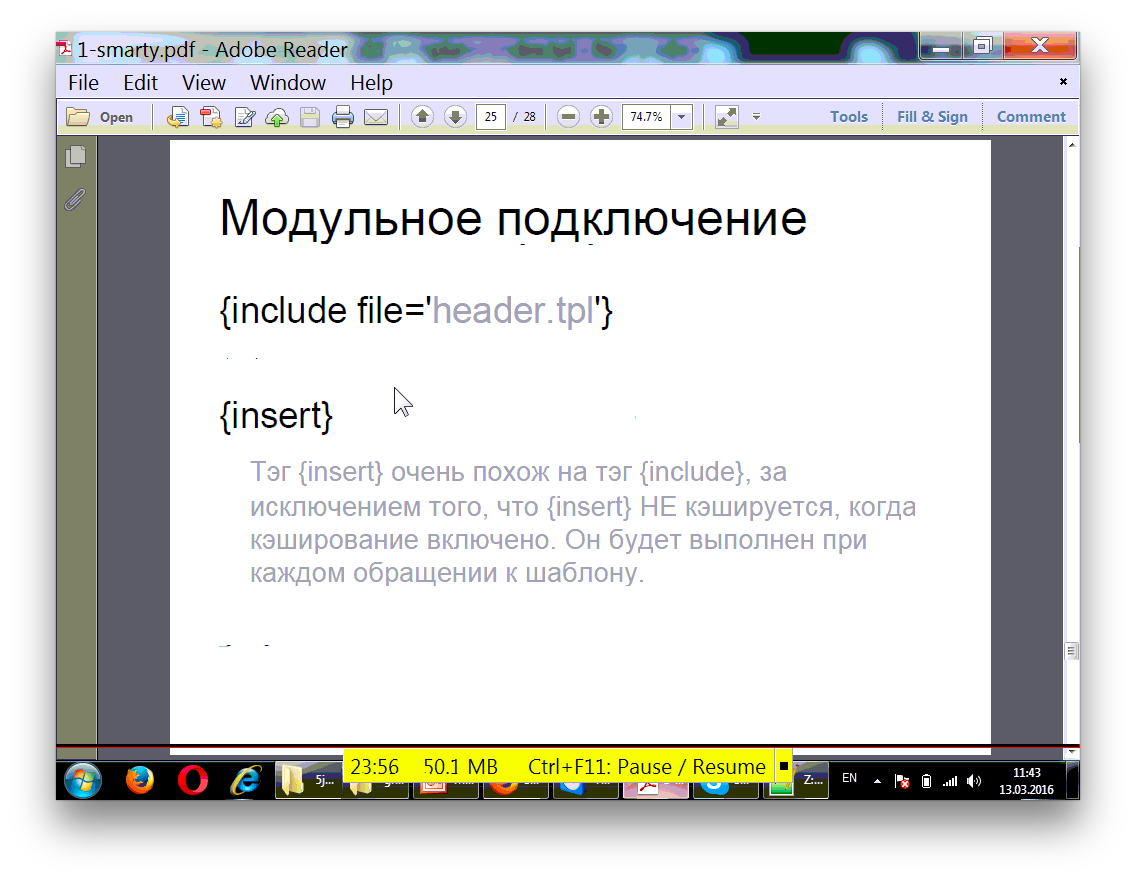 1-smarty.pdf - Adobe Reader
File Edit View Window Help
Open 25 / 28 74.7% Tools Fill & Sign Comment
Модульное подключение
{include file='header.tpl'}
{insert}
Тэг {insert} очень похож на тэг {include}, за
исключением того, что {insert} НЕ кэшируется, когда
кэширование включено. Он будет выполнен при
каждом обращении к шаблону.
23:56 50.1 MB Ctrl+F11: Pause / Resume
5j... Z:... EN 11:43
13.03.2016